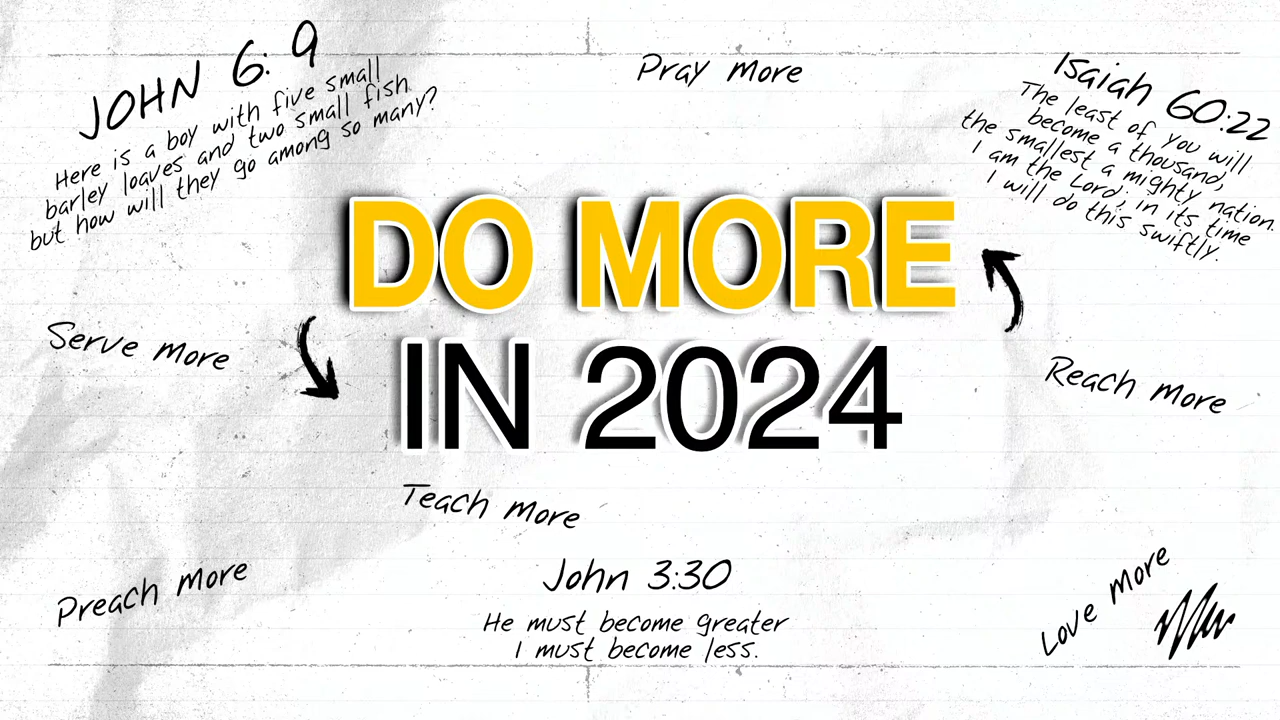 JOHN 6:9
Here is a boy with five small
barley loaves and two small fish
but how will they go among so many?
Pray more
Isaiah 60:22
The least of you will
become a thousand,
the smallest a mighty nation.
I am the Lord; in its time
I will do this swiftly.
DO MORE
IN 2024
Serve more
Reach more
Teach more
Preach more
John 3:30
He must become greater
I must become less.
Love more